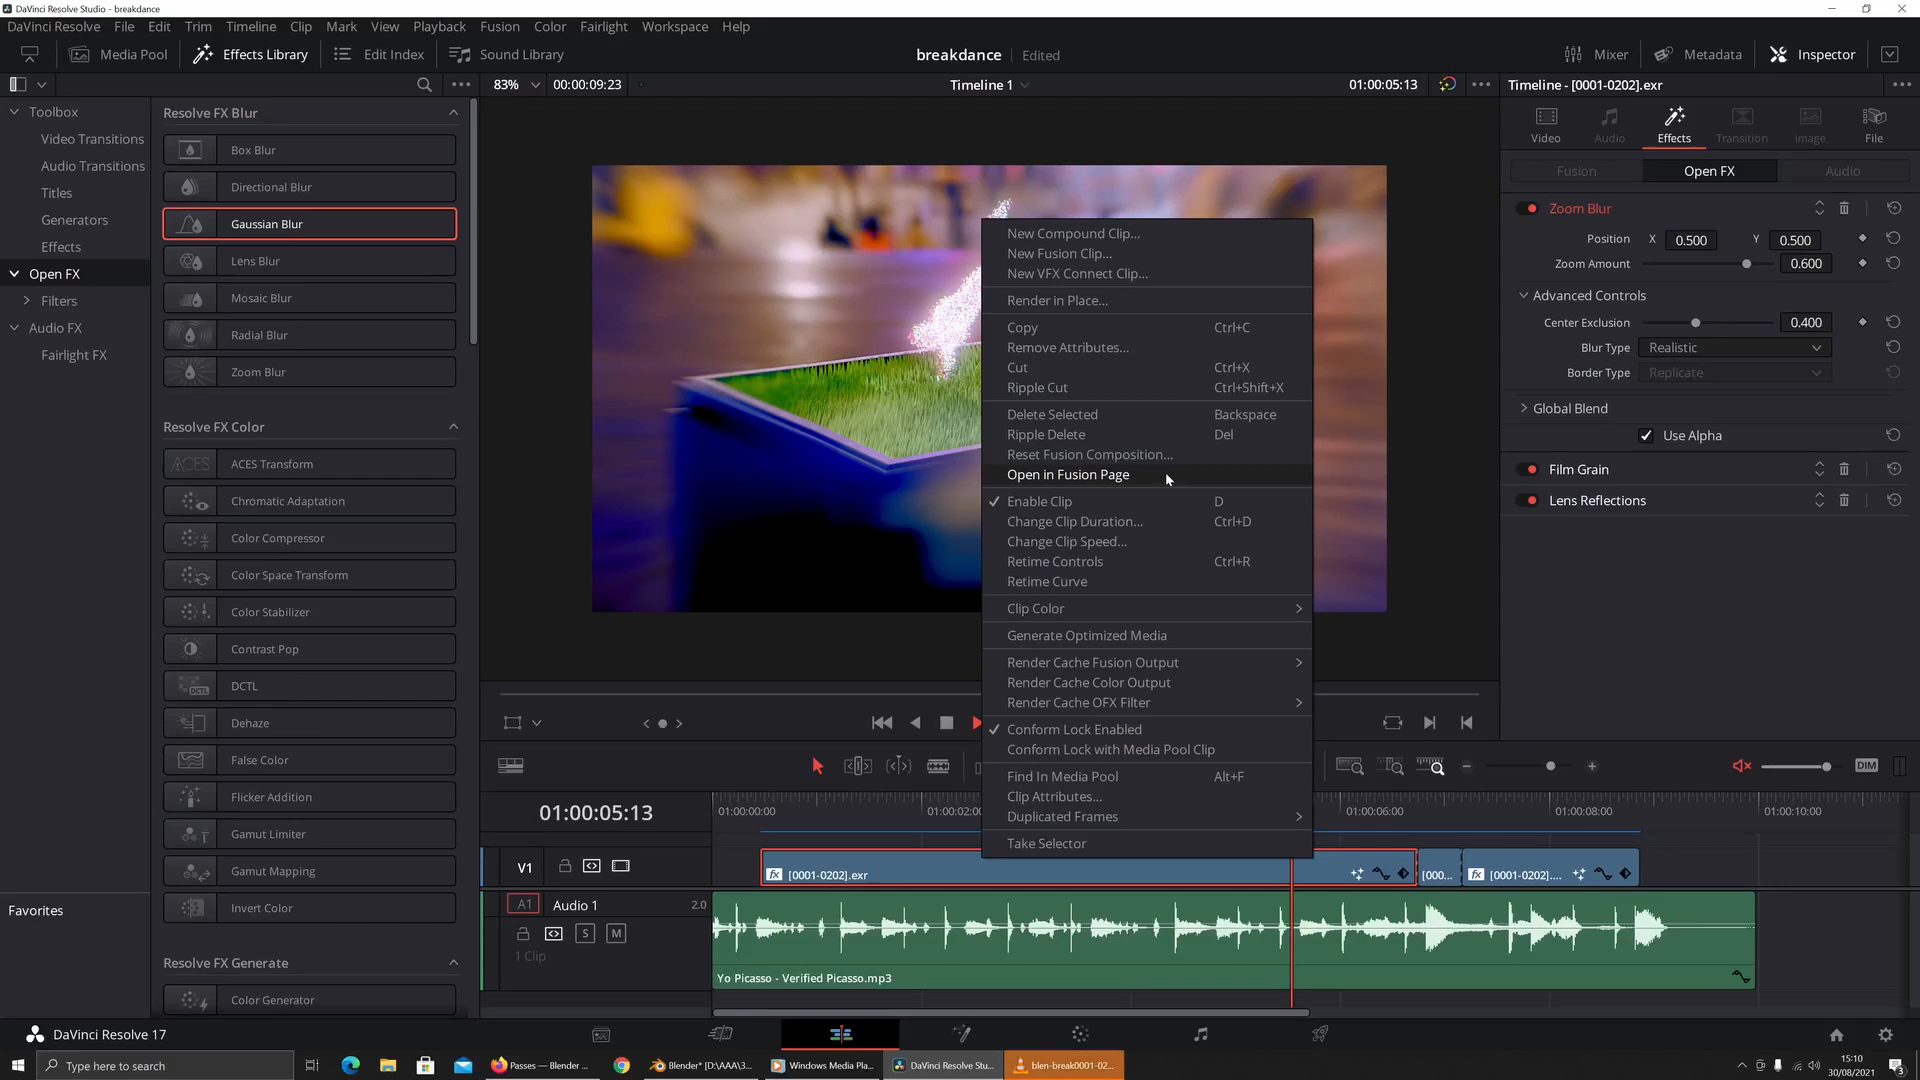 DaVinci Resolve Studio - breakdance
DaVinci Resolve File Edit Trim Timeline Clip Mark View Playback Fusion Color Fairlight Workspace Help
Media Pool Effects Library Edit Index Sound Library breakdance Edited Mixer Metadata Inspector
83% 00:00:09:23 Timeline 1 01:00:05:13 Timeline - [0001-0202].exr
Toolbox
Video Transitions
Audio Transitions
Titles
Generators
Effects
Open FX
Filters
Audio FX
Fairlight FX
Favorites
Resolve FX Blur
Box Blur
Directional Blur
Gaussian Blur
Lens Blur
Mosaic Blur
Radial Blur
Zoom Blur
Resolve FX Color
ACES Transform
Chromatic Adaptation
Color Compressor
Color Space Transform
Color Stabilizer
Contrast Pop
DCTL DCTL
Dehaze
False Color
Flicker Addition
Gamut Limiter
Gamut Mapping
Invert Color
Resolve FX Generate
Color Generator
New Compound Clip...
New Fusion Clip...
New VFX Connect Clip...
Render in Place...
Copy Ctrl+C
Remove Attributes...
Cut Ctrl+X
Ripple Cut Ctrl+Shift+X
Delete Selected Backspace
Ripple Delete Del
Reset Fusion Composition...
Open in Fusion Page
Enable Clip D
Change Clip Duration... Ctrl+D
Change Clip Speed...
Retime Controls Ctrl+R
Retime Curve
Clip Color
Generate Optimized Media
Render Cache Fusion Output
Render Cache Color Output
Render Cache OFX Filter
Conform Lock Enabled
Conform Lock with Media Pool Clip
Find In Media Pool Alt+F
Clip Attributes...
Duplicated Frames
Take Selector
Video Audio Effects Transition Image File
Fusion Open FX Audio
Zoom Blur
Position X 0.500 Y 0.500
Zoom Amount 0.600
Advanced Controls
Center Exclusion 0.400
Blur Type Realistic
Border Type Replicate
Global Blend
Use Alpha
Film Grain
Lens Reflections
DIM
01:00:05:13 01:00:00:00 01:00:02:00 01:00:06:00 01:00:08:00 01:00:10:00
V1 fx [0001-0202].exr [000... fx [0001-0202]....
A1 Audio 1 2.0
S M
1 Clip
Yo Picasso - Verified Picasso.mp3
DaVinci Resolve 17
Type here to search Passes — Blender ... Blender* [D:\AAA\3... Windows Media Pla... DaVinci Resolve Stu... blen-break0001-02... 15:10
30/08/2021
3